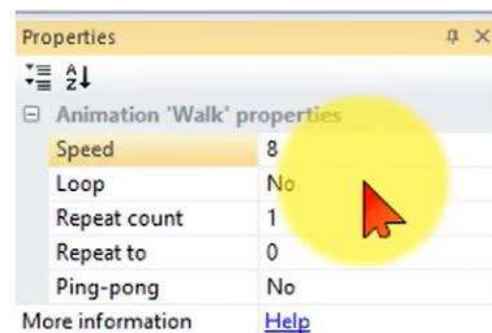 Properties
Animation 'Walk' properties
Speed 8
Loop No
Repeat count 1
Repeat to 0
Ping-pong No
More information Help